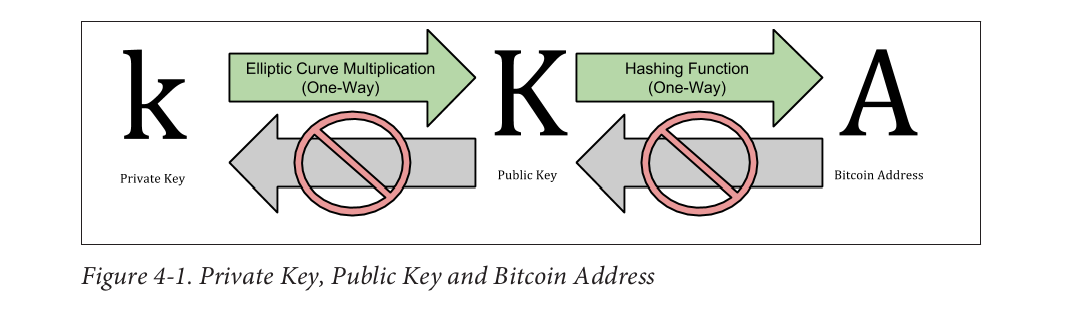 k
Elliptic Curve Multiplication
(One-Way)
K
Hashing Function
(One-Way)
A
Private Key
Public Key
Bitcoin Address
Figure 4-1. Private Key, Public Key and Bitcoin Address